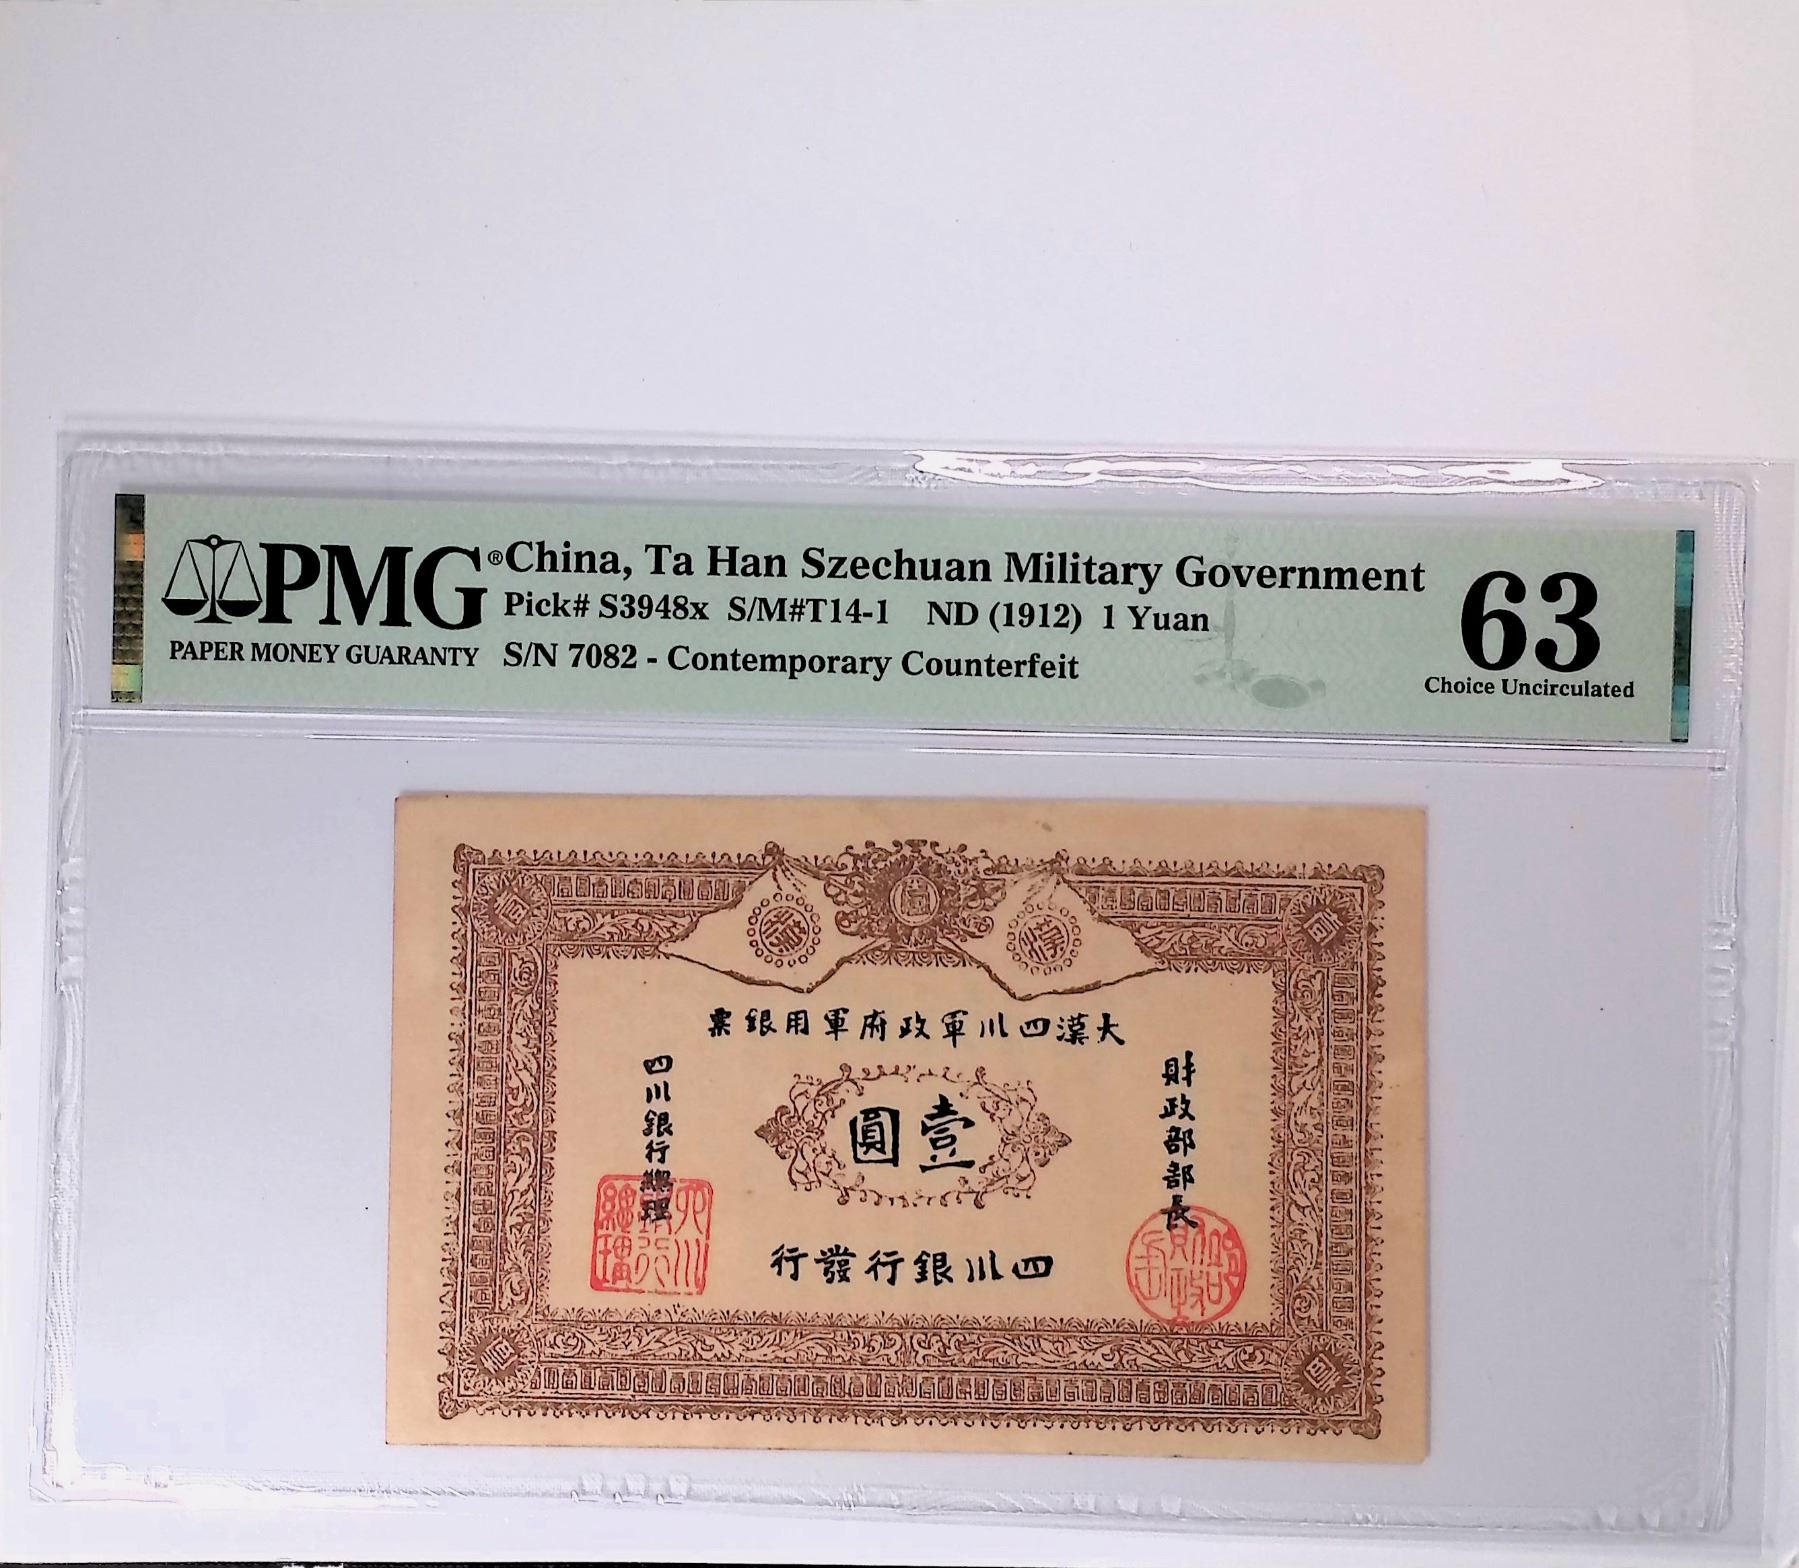 PMG®
PAPER MONEY GUARANTY
China, Ta Han Szechuan Military Government
Pick# S3948x S/M#T14-1 ND (1912) 1 Yuan
S/N 7082 - Contemporary Counterfeit
63
Choice Uncirculated
大漢四川軍政府軍用銀票
財政部部長
壹圓
四川銀行總理
四川銀行發行